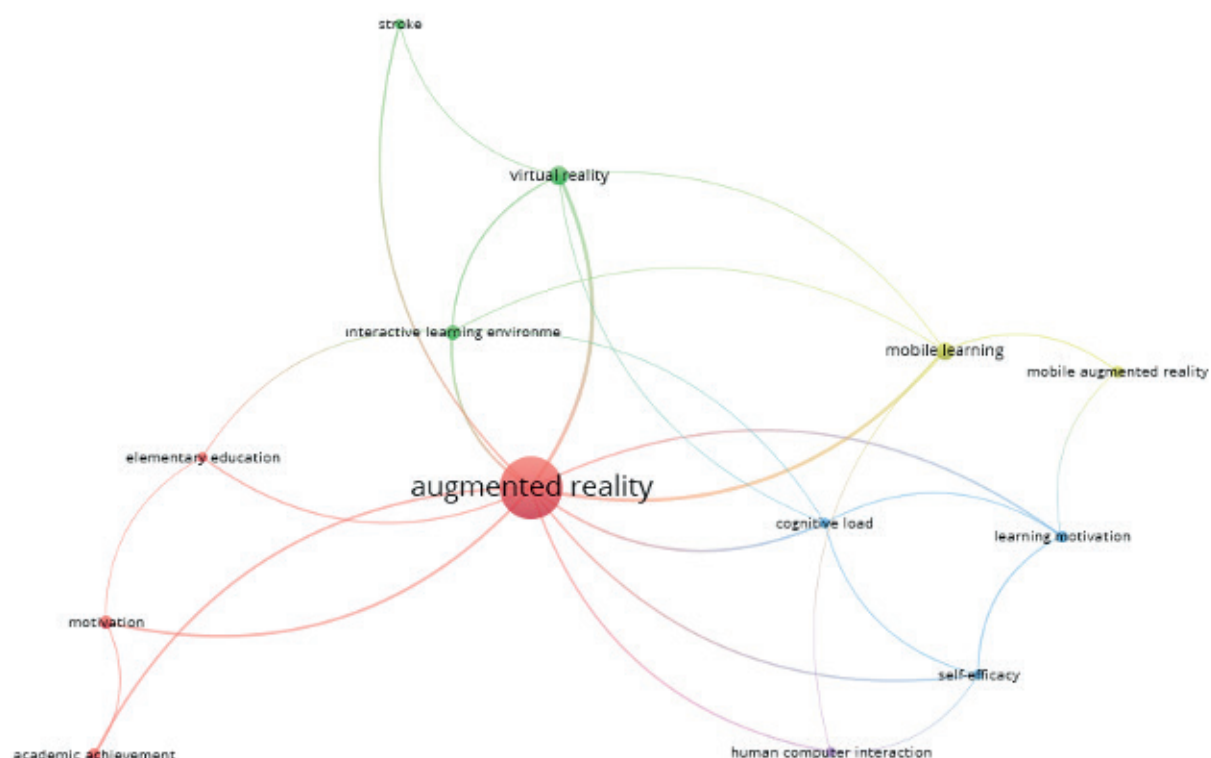 stroke
virtual reality
interactive learning environme
mobile learning
mobile augmented reality
elementary education
augmented reality
cognitive load
learning motivation
motivation
self-efficacy
human computer interaction
academic achievement